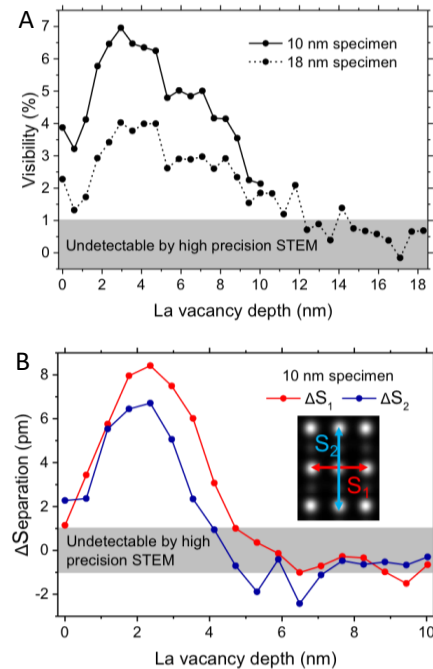 A
7
6
5
4
3
2
1
0
Visibility (%)
10 nm specimen
18 nm specimen
Undetectable by high precision STEM
0 2 4 6 8 10 12 14 16 18
La vacancy depth (nm)
B
8
6
4
2
0
-2
ΔSeparation (pm)
10 nm specimen
ΔS₁ ΔS₂
S₂
S₁
Undetectable by high
precision STEM
0 2 4 6 8 10
La vacancy depth (nm)